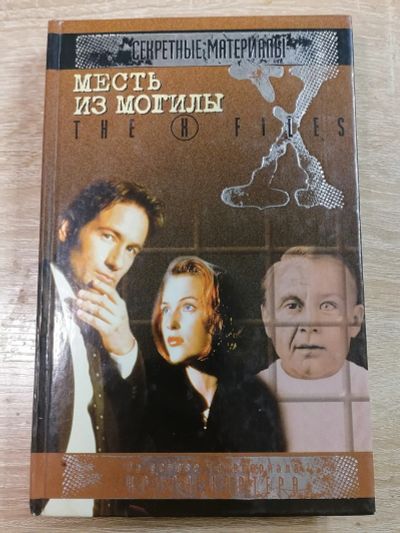 СЕКРЕТНЫЕ МАТЕРИАЛЫ
МЕСТЬ
ИЗ МОГИЛЫ
THE X FILES
X